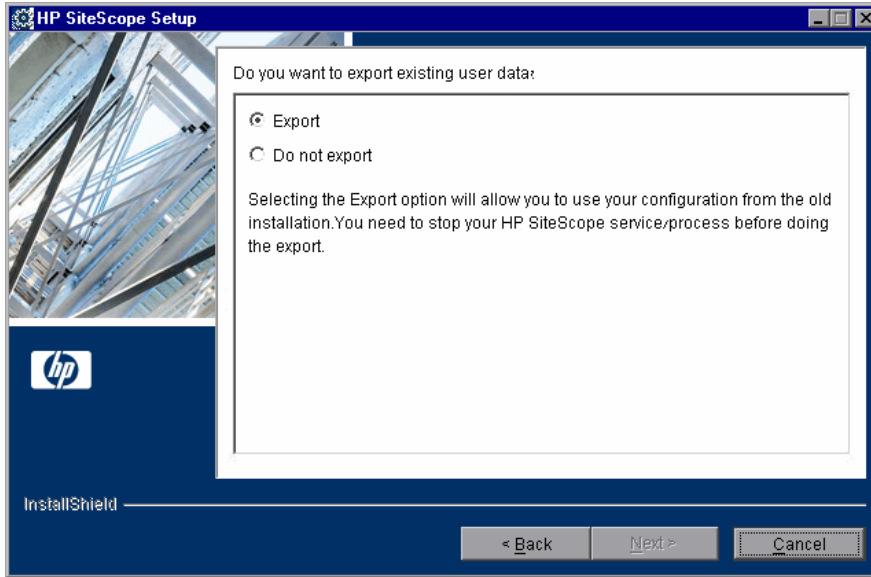 HP SiteScope Setup
Do you want to export existing user data?
Export
Do not export
Selecting the Export option will allow you to use your configuration from the old
installation.You need to stop your HP SiteScope service/process before doing
the export.
hp
InstallShield
< Back
Next >
Cancel